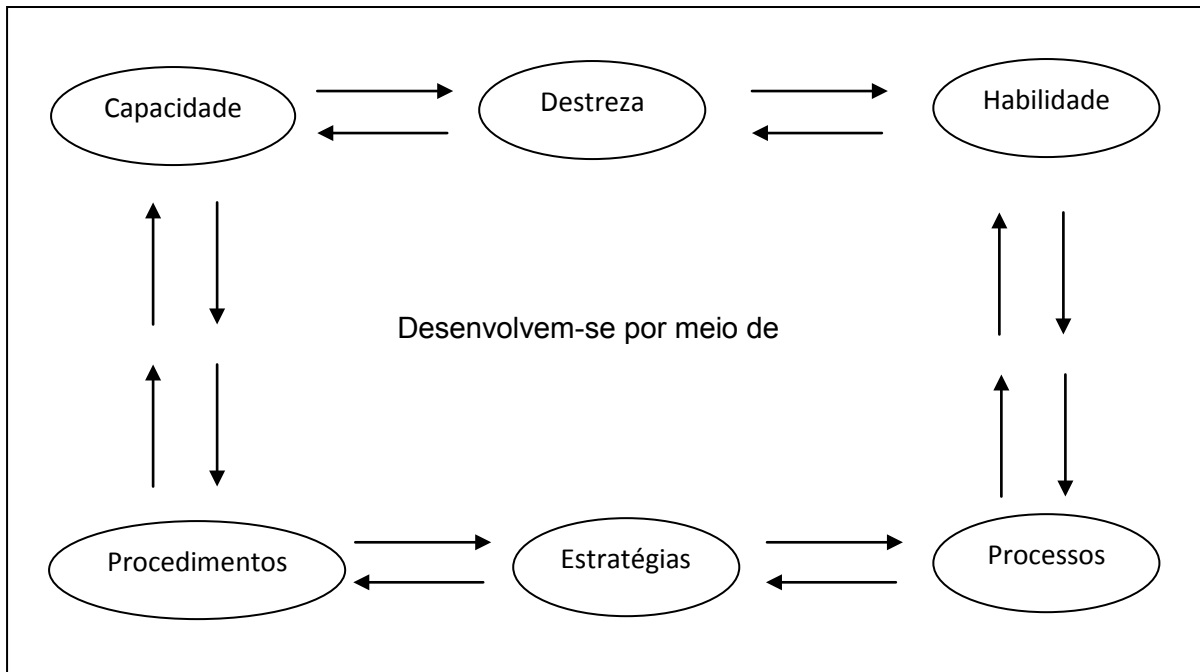 Capacidade
Destreza
Habilidade
Desenvolvem-se por meio de
Procedimentos
Estratégias
Processos